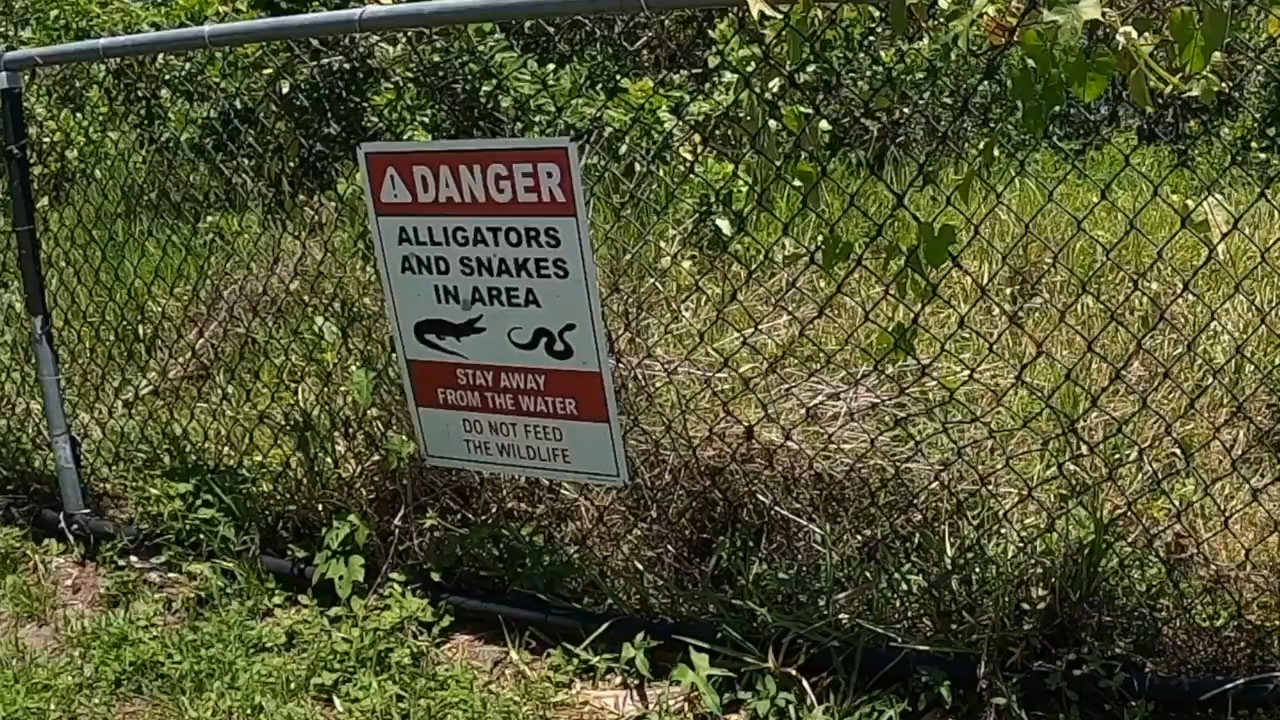 DANGER
ALLIGATORS
AND SNAKES
IN AREA
STAY AWAY
FROM THE WATER
DO NOT FEED
THE WILDLIFE